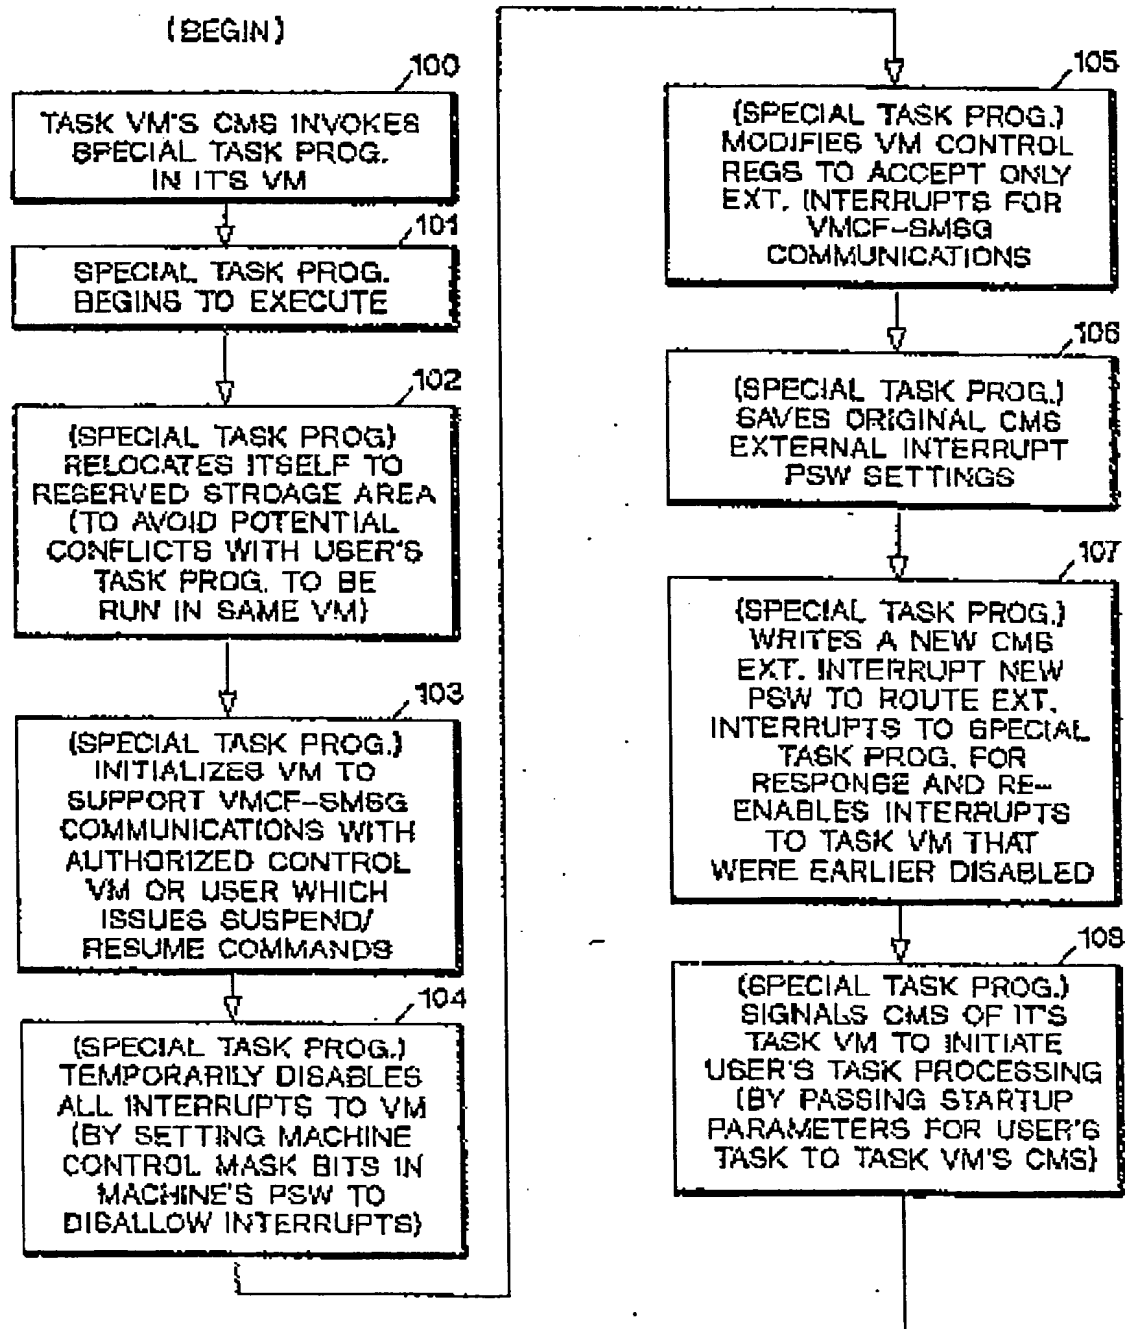 (BEGIN)
100
TASK VM'S CMS INVOKES
SPECIAL TASK PROG.
IN IT'S VM
101
SPECIAL TASK PROG.
BEGINS TO EXECUTE
102
(SPECIAL TASK PROG)
RELOCATES ITSELF TO
RESERVED STROAGE AREA
(TO AVOID POTENTIAL
CONFLICTS WITH USER'S
TASK PROG. TO BE
RUN IN SAME VM)
103
(SPECIAL TASK PROG.)
INITIALIZES VM TO
SUPPORT VMCF-SMSG
COMMUNICATIONS WITH
AUTHORIZED CONTROL
VM OR USER WHICH
ISSUES SUSPEND/
RESUME COMMANDS
104
(SPECIAL TASK PROG.)
TEMPORARILY DISABLES
ALL INTERRUPTS TO VM
(BY SETTING MACHINE
CONTROL MASK BITS IN
MACHINE'S PSW TO
DISALLOW INTERRUPTS)
105
(SPECIAL TASK PROG.)
MODIFIES VM CONTROL
REGS TO ACCEPT ONLY
EXT. INTERRUPTS FOR
VMCF-SMSG
COMMUNICATIONS
106
(SPECIAL TASK PROG.)
SAVES ORIGINAL CMS
EXTERNAL INTERRUPT
PSW SETTINGS
107
(SPECIAL TASK PROG.)
WRITES A NEW CMS
EXT. INTERRUPT NEW
PSW TO ROUTE EXT.
INTERRUPTS TO SPECIAL
TASK PROG. FOR
RESPONSE AND RE-
ENABLES INTERRUPTS
TO TASK VM THAT
WERE EARLIER DISABLED
108
(SPECIAL TASK PROG.)
SIGNALS CMS OF IT'S
TASK VM TO INITIATE
USER'S TASK PROCESSING
(BY PASSING STARTUP
PARAMETERS FOR USER'S
TASK TO TASK VM'S CMS)